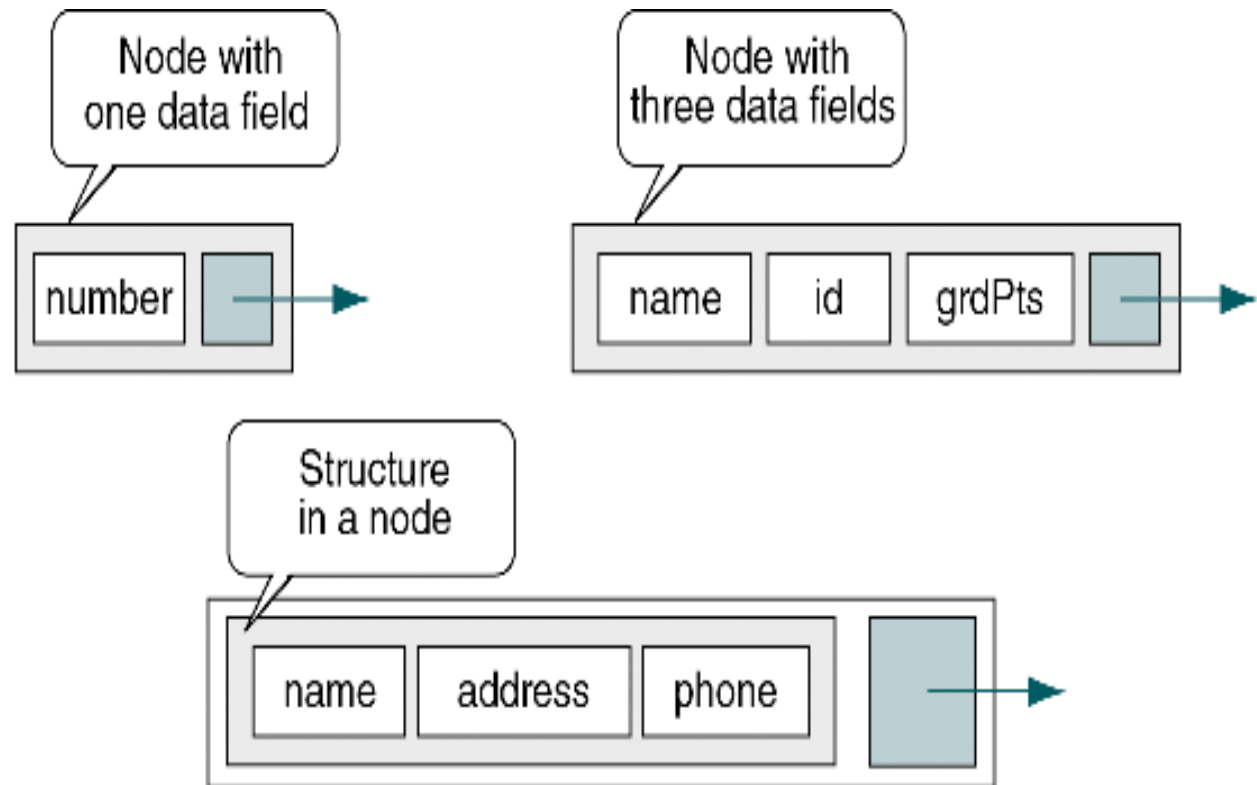 Node with
one data field
Node with
three data fields
number
name id grdPts
Structure
in a node
name address phone